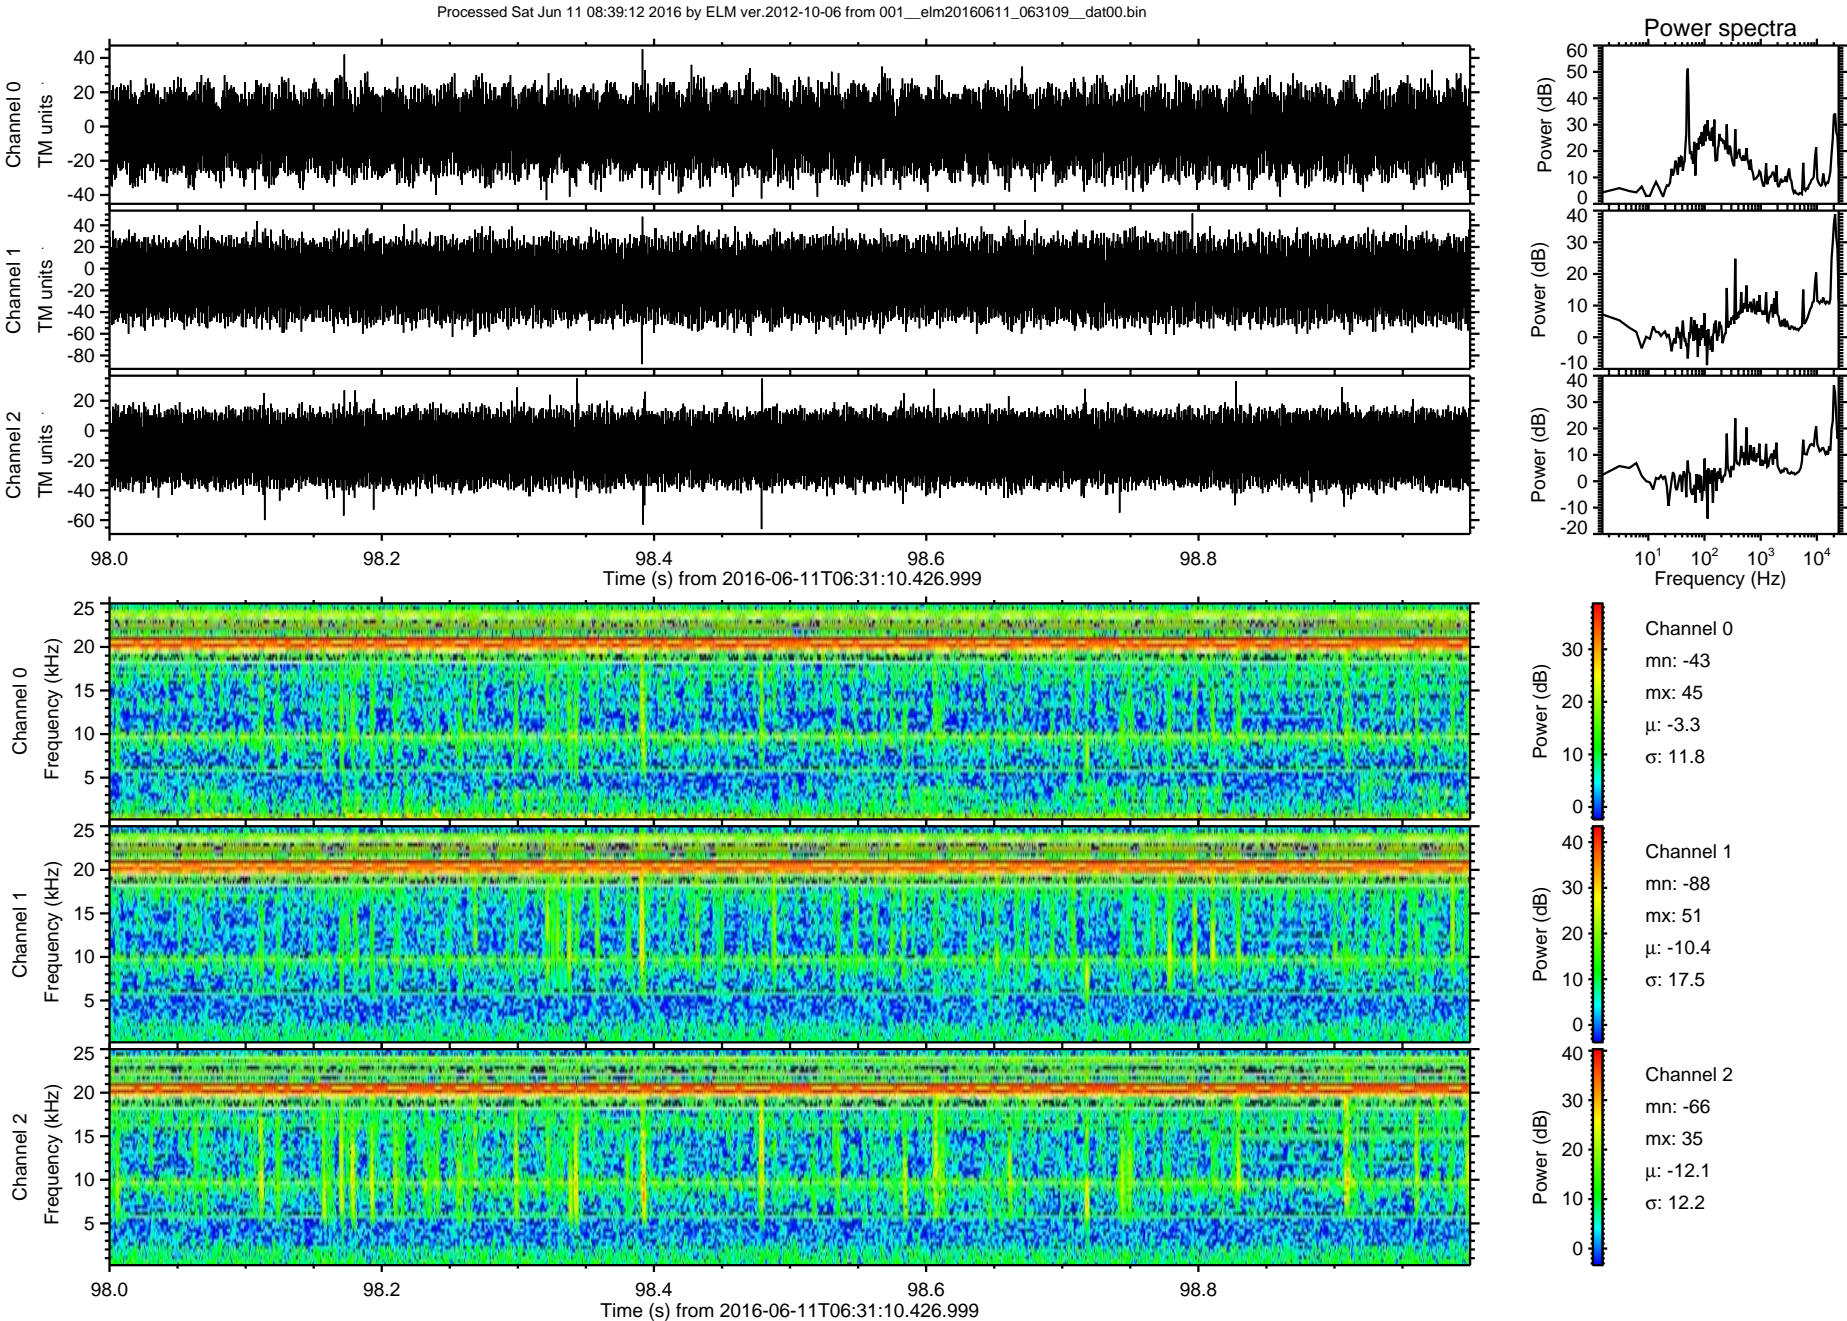 Processed Sat Jun 11 08:39:12 2016 by ELM ver.2012-10-06 from 001__elm20160611_063109__dat00.bin
Power spectra
Channel 0
TM units
40
20
0
-20
-40
Power (dB)
60
50
40
30
20
10
0
Channel 1
TM units
40
20
0
-20
-40
-60
-80
Power (dB)
40
30
20
10
0
-10
Channel 2
TM units
20
0
-20
-40
-60
Power (dB)
40
30
20
10
0
-10
-20
98.0 98.2 98.4 98.6 98.8
Time (s) from 2016-06-11T06:31:10.426.999
10¹ 10² 10³ 10⁴
Frequency (Hz)
Channel 0
Frequency (kHz)
25
20
15
10
5
Power (dB)
30
20
10
0
Channel 0
mn: -43
mx: 45
μ: -3.3
σ: 11.8
Channel 1
Frequency (kHz)
25
20
15
10
5
Power (dB)
40
30
20
10
0
Channel 1
mn: -88
mx: 51
μ: -10.4
σ: 17.5
Channel 2
Frequency (kHz)
25
20
15
10
5
Power (dB)
40
30
20
10
0
Channel 2
mn: -66
mx: 35
μ: -12.1
σ: 12.2
98.0 98.2 98.4 98.6 98.8
Time (s) from 2016-06-11T06:31:10.426.999